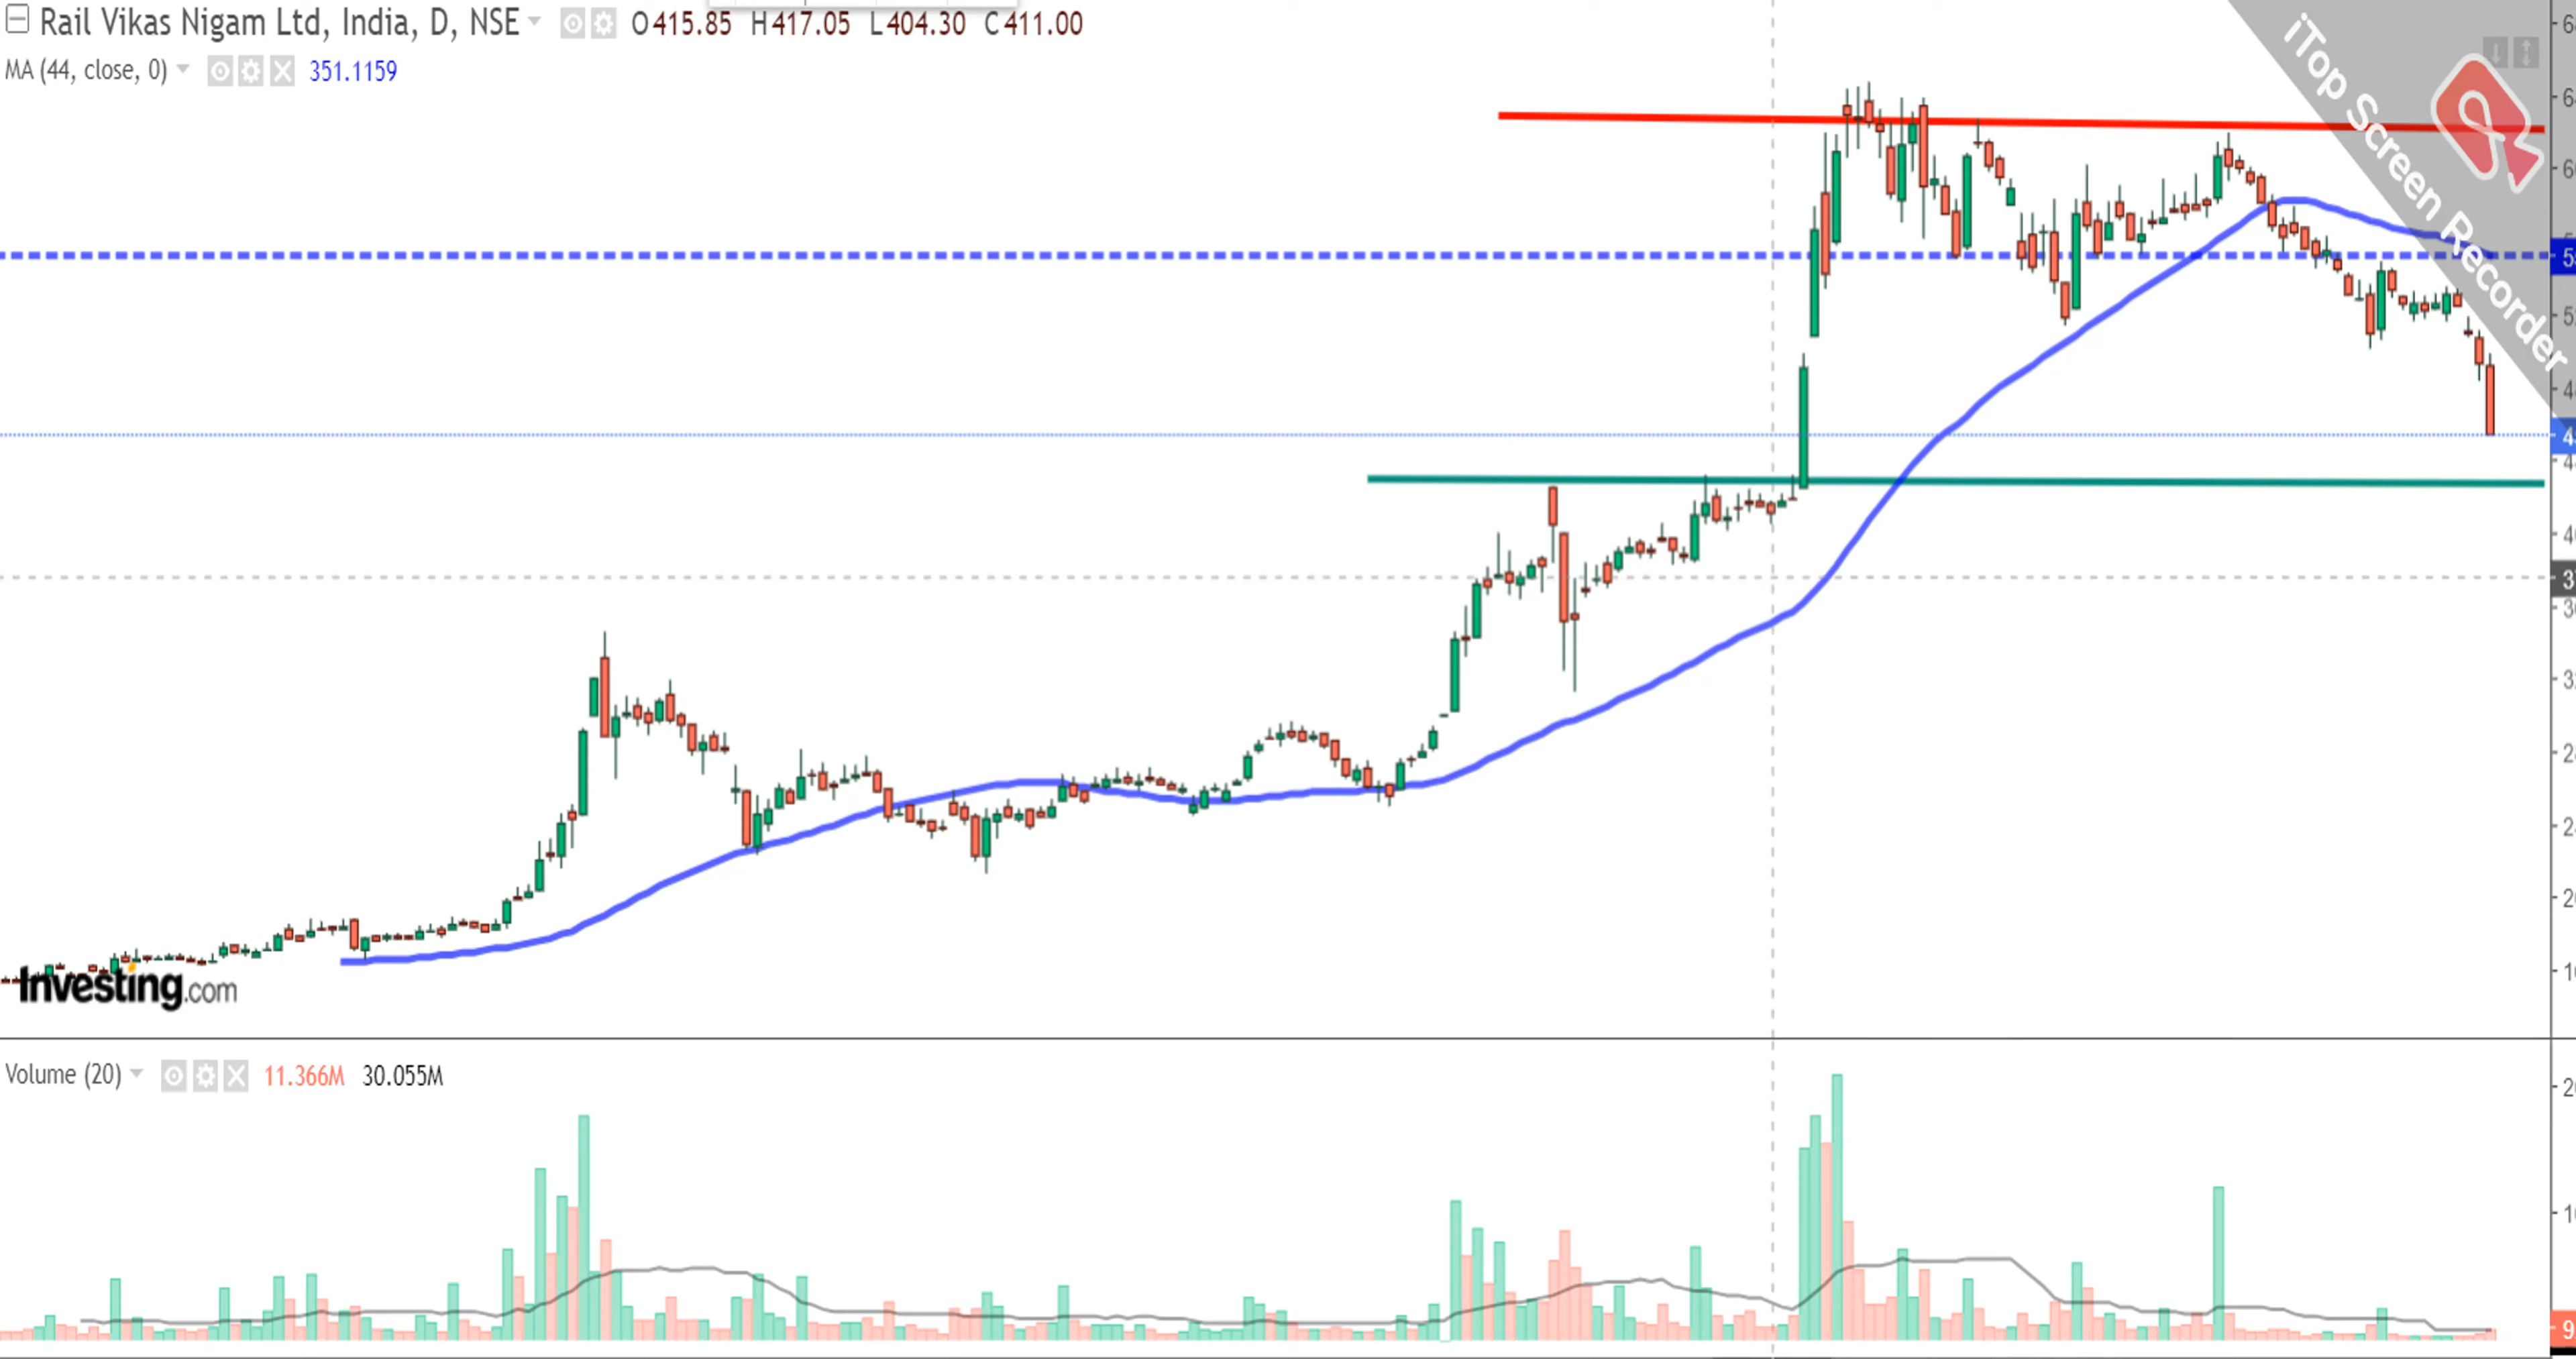 Rail Vikas Nigam Ltd, India, D, NSE O415.85 H417.05 L404.30 C411.00
MA (44, close, 0) 351.1159
iTop Screen Recorder
Investing.com
Volume (20) 11.366M 30.055M